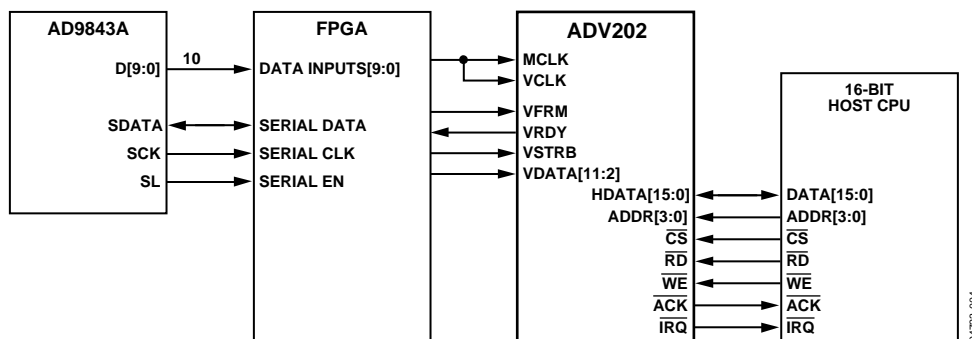 AD9843A
D[9:0]
10
SDATA
SCK
SL
FPGA
DATA INPUTS[9:0]
SERIAL DATA
SERIAL CLK
SERIAL EN
ADV202
MCLK
VCLK
VFRM
VRDY
VSTRB
VDATA[11:2]
HDATA[15:0]
ADDR[3:0]
CS
RD
WE
ACK
IRQ
16-BIT
HOST CPU
DATA[15:0]
ADDR[3:0]
CS
RD
WE
ACK
IRQ